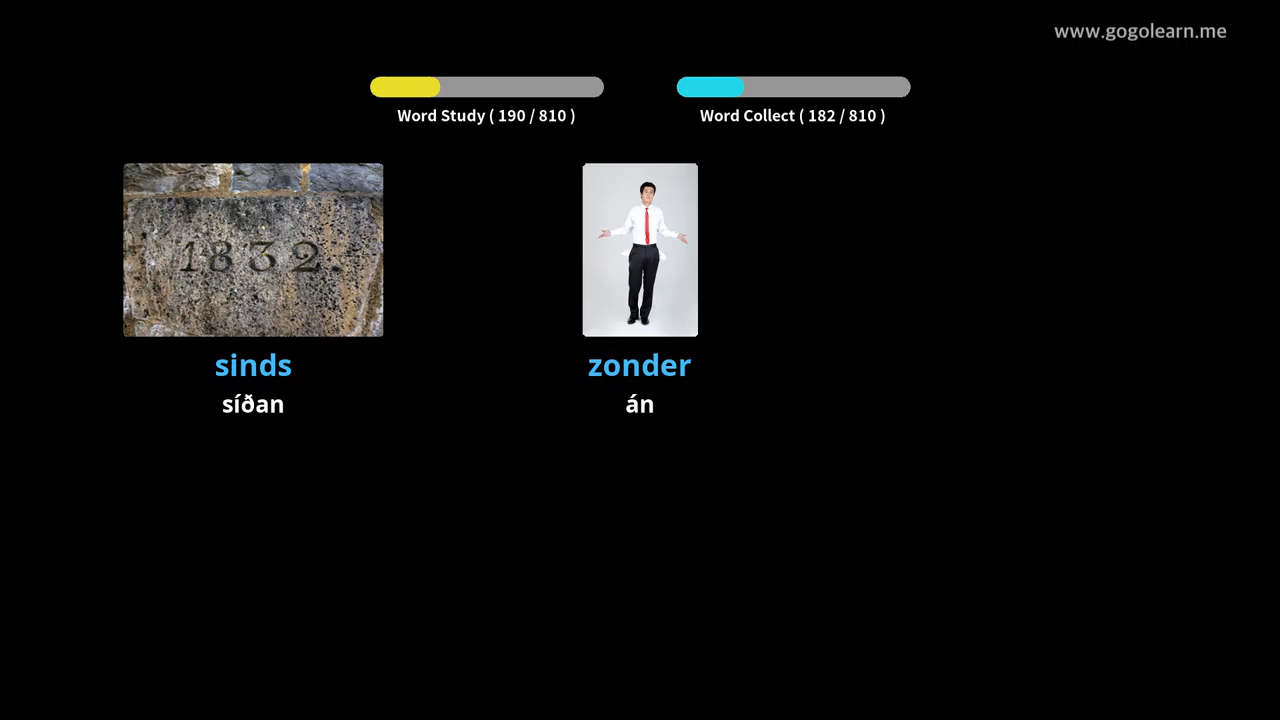 www.gogolearn.me
Word Study ( 190 / 810 )
Word Collect ( 182 / 810 )
1832.
sinds
zonder
síðan
án